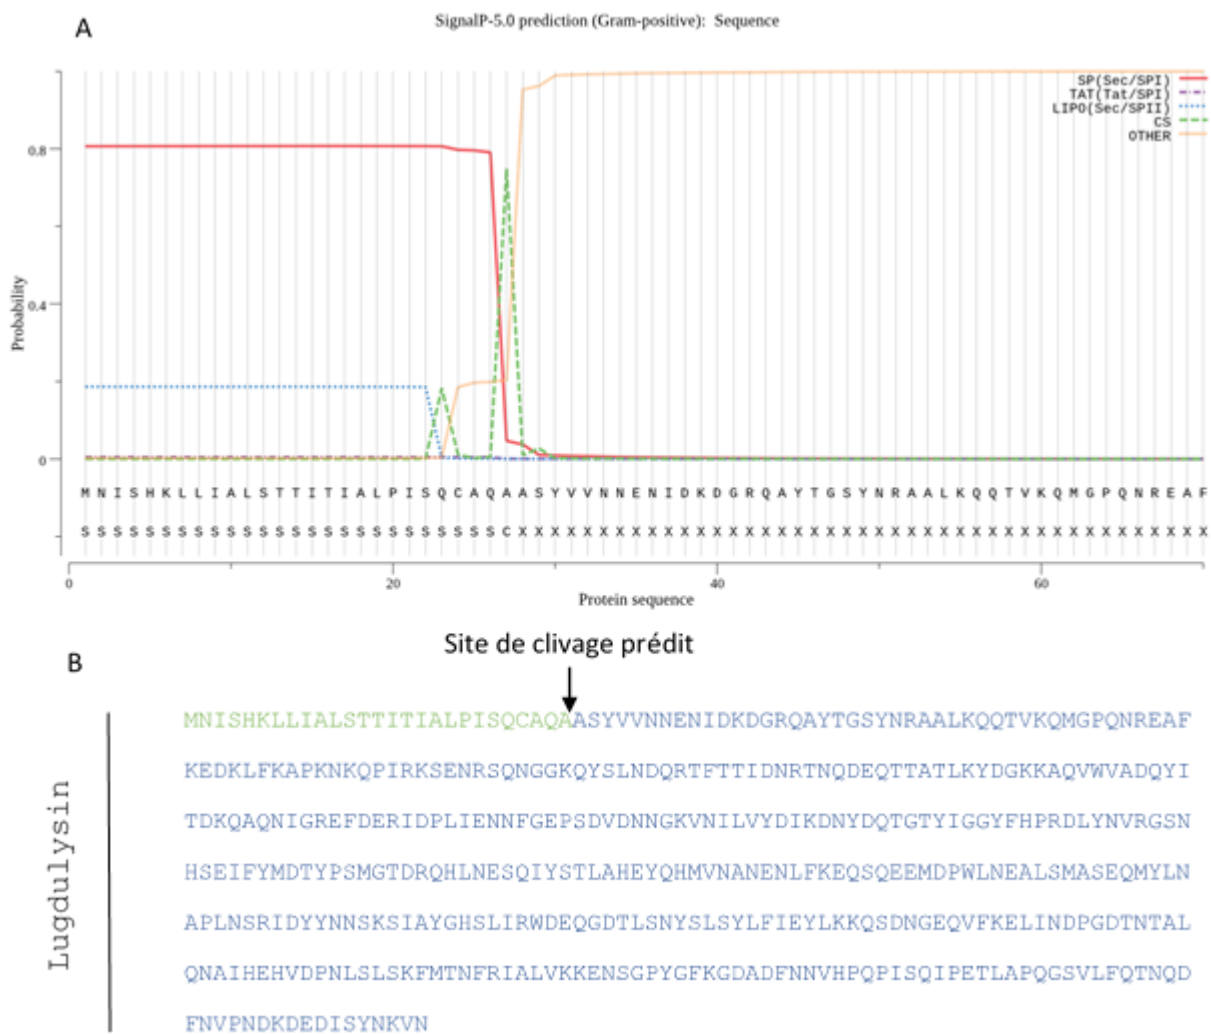 A
SignalP-5.0 prediction (Gram-positive): Sequence
SP(Sec/SPI)
TAT(Tat/SPI)
LIPO(Sec/SPII)
CS
OTHER
Probability
0.8
0.4
0
M N I S H K L L I A L S T T I T I A L P I S Q C A Q A A S Y V V N N E N I D K D G R Q A Y T G S Y N R A A L K Q Q T V K Q M G P Q N R E A F
S S S S S S S S S S S S S S S S S S S S S S S S S S C X X X X X X X X X X X X X X X X X X X X X X X X X X X X X X X X X X X X X X X X X X X
0 20 40 60
Protein sequence
Site de clivage prédit
B
Lugdulysin
MNISHKLLIALSTTITIALPISQCAQAASYVVNNENIDKDGRQAYTGSYNRAALKQQTVKQMGPQNREAF
KEDKLFKAPKNKQPIRKSENRSQNGGKQYSLNDQRTFTTIDNRTNQDEQTTATLKYDGKKAQVWVADQYI
TDKQAQNIGREFDERIDPLIENNFGEPSDVDNNGKVNILVYDIKDNYDQTGTYIGGYFHPRDLYNVRGSN
HSEIFYMDTYPSMGTDRQHLNESQIYSTLAHEYQHMVNANENLFKEQSQEEMDPWLNEALSMASEQMYLN
APLNSRIDYYNNSKSIAYGHSLIRWDEQGDTLSNYSLSYLFIEYLKKQSDNGEQVFKELINDPGDTNTAL
QNAIHEHVDPNLSLSKFMTNFRIALVKKENSGPYGFKGDADFNNVHPQPISQIPETLAPQGSVLFQTNQD
FNVPNDKDEDISYNKVN